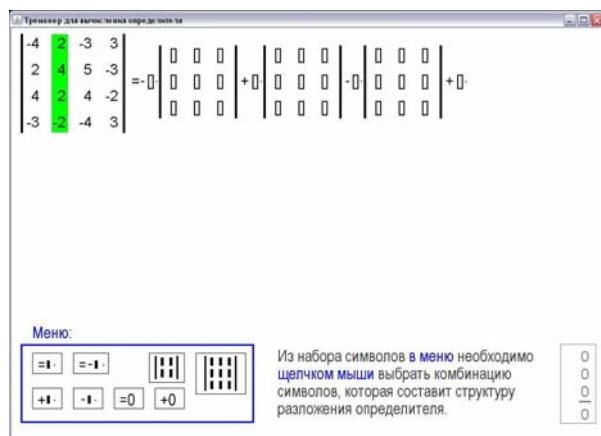 Тренажер для вычисления определителя
-4 2 -3 3
2 4 5 -3
4 2 4 -2
-3 -2 -4 3
=-▯· ▯ ▯ ▯ +▯· ▯ ▯ ▯ -▯· ▯ ▯ ▯ +▯·
▯ ▯ ▯ ▯ ▯ ▯ ▯ ▯ ▯
▯ ▯ ▯ ▯ ▯ ▯ ▯ ▯ ▯
Меню:
=▮· =-▮·
+▮· -▮· =0 +0
Из набора символов в меню необходимо
щелчком мыши выбрать комбинацию
символов, которая составит структуру
разложения определителя.
0
0
0
0